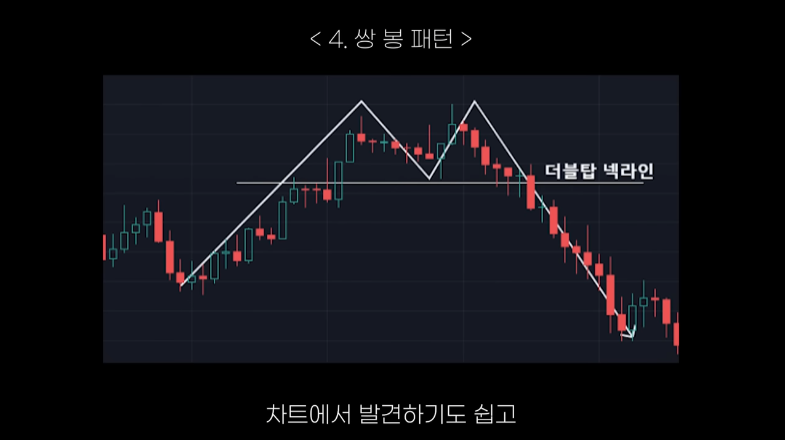 < 4. 쌍 봉 패턴 >
더블탑 넥라인
차트에서 발견하기도 쉽고